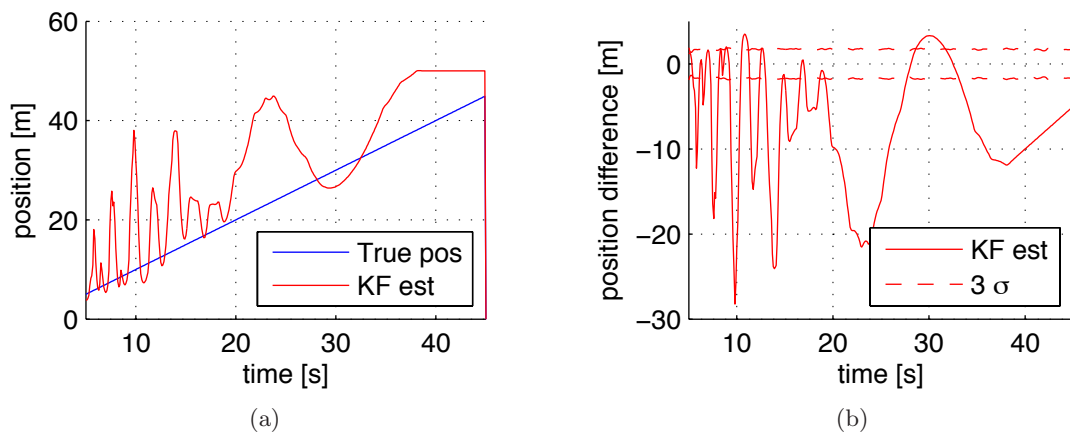 60
40
20
0
position [m]
10
20
30
40
time [s]
True pos
KF est
(a)
0
−10
−20
−30
position difference [m]
10
20
30
40
time [s]
KF est
3 σ
(b)